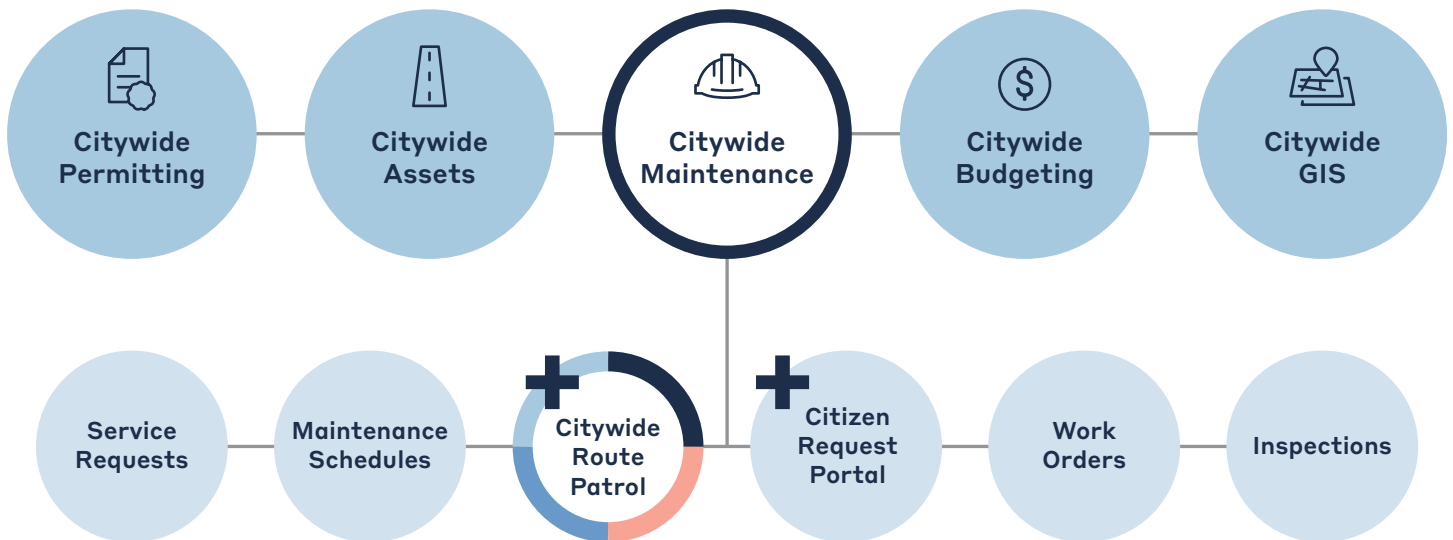 Citywide
Permitting
Citywide
Assets
Citywide
Maintenance
$
Citywide
Budgeting
Citywide
GIS
Service
Requests
Maintenance
Schedules
Citywide
Route
Patrol
Citizen
Request
Portal
Work
Orders
Inspections